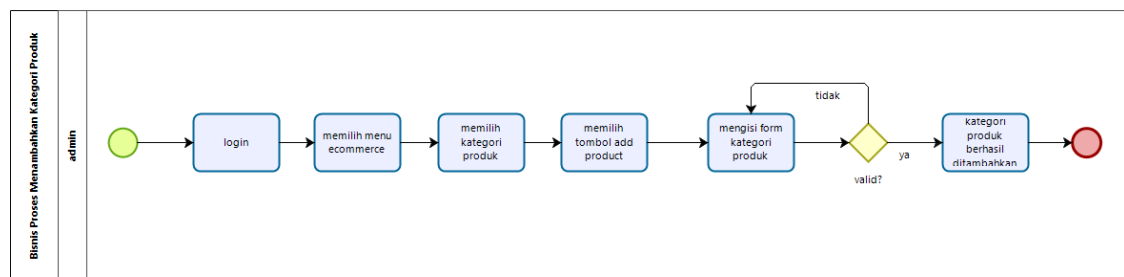 Bisnis Proses Menambahkan Kategori Produk
admin
login
memilih menu
ecommerce
memilih
kategori
produk
memilih
tombol add
product
mengisi form
kategori
produk
tidak
valid?
ya
kategori
produk
berhasil
ditambahkan